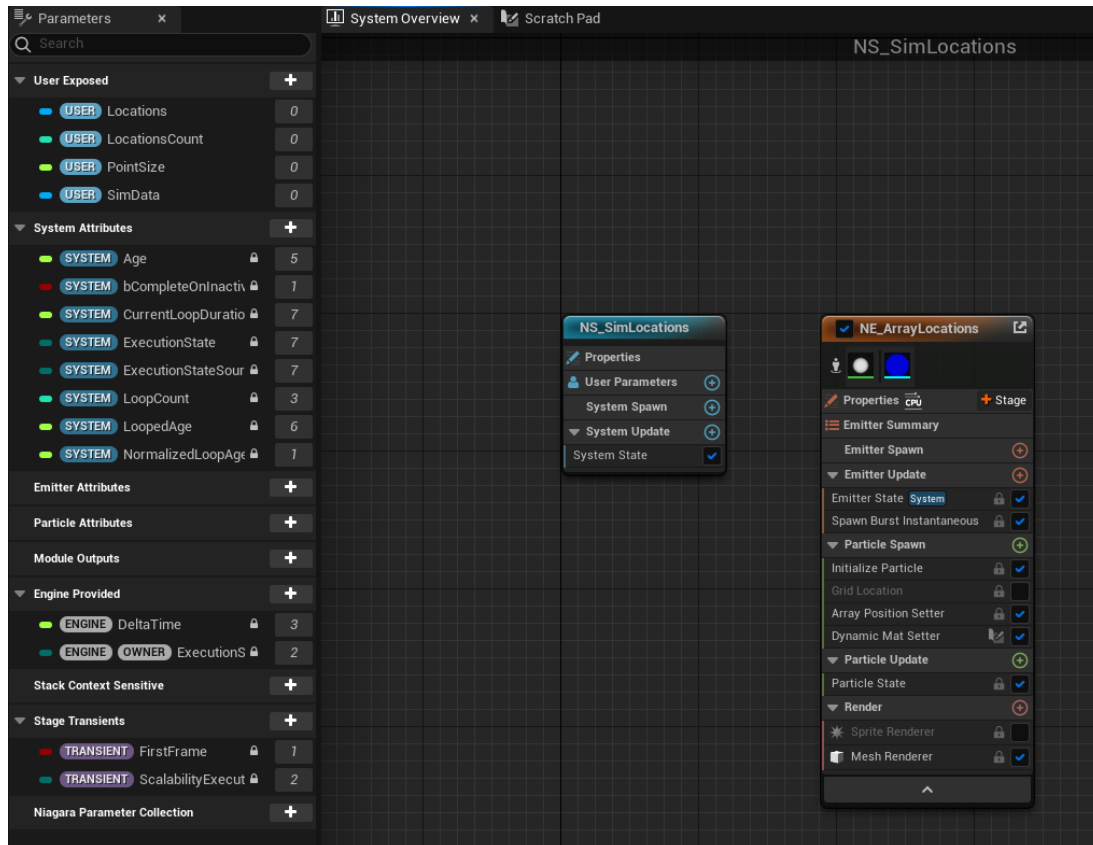 Parameters
System Overview
Scratch Pad
Search
NS_SimLocations
User Exposed
USER Locations 0
USER LocationsCount 0
USER PointSize 0
USER SimData 0
System Attributes
SYSTEM Age 5
SYSTEM bCompleteOnInactiv 1
SYSTEM CurrentLoopDuratio 7
SYSTEM ExecutionState 7
SYSTEM ExecutionStateSour 7
SYSTEM LoopCount 3
SYSTEM LoopedAge 6
SYSTEM NormalizedLoopAge 1
Emitter Attributes
Particle Attributes
Module Outputs
Engine Provided
ENGINE DeltaTime 3
ENGINE OWNER ExecutionS 2
Stack Context Sensitive
Stage Transients
TRANSIENT FirstFrame 1
TRANSIENT ScalabilityExecut 2
Niagara Parameter Collection
NS_SimLocations
Properties
User Parameters
System Spawn
System Update
System State
NE_ArrayLocations
Properties CPU Stage
Emitter Summary
Emitter Spawn
Emitter Update
Emitter State System
Spawn Burst Instantaneous
Particle Spawn
Initialize Particle
Grid Location
Array Position Setter
Dynamic Mat Setter
Particle Update
Particle State
Render
Sprite Renderer
Mesh Renderer